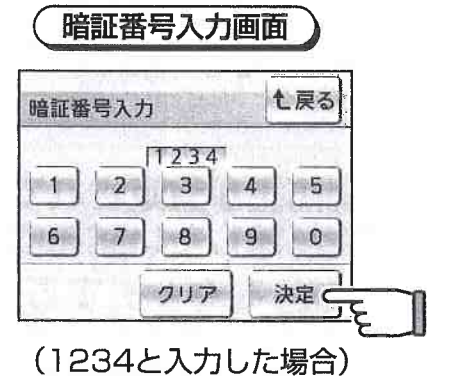 暗証番号入力画面
暗証番号入力
戻る
1234
1 2 3 4 5
6 7 8 9 0
クリア 決定
(1234と入力した場合)